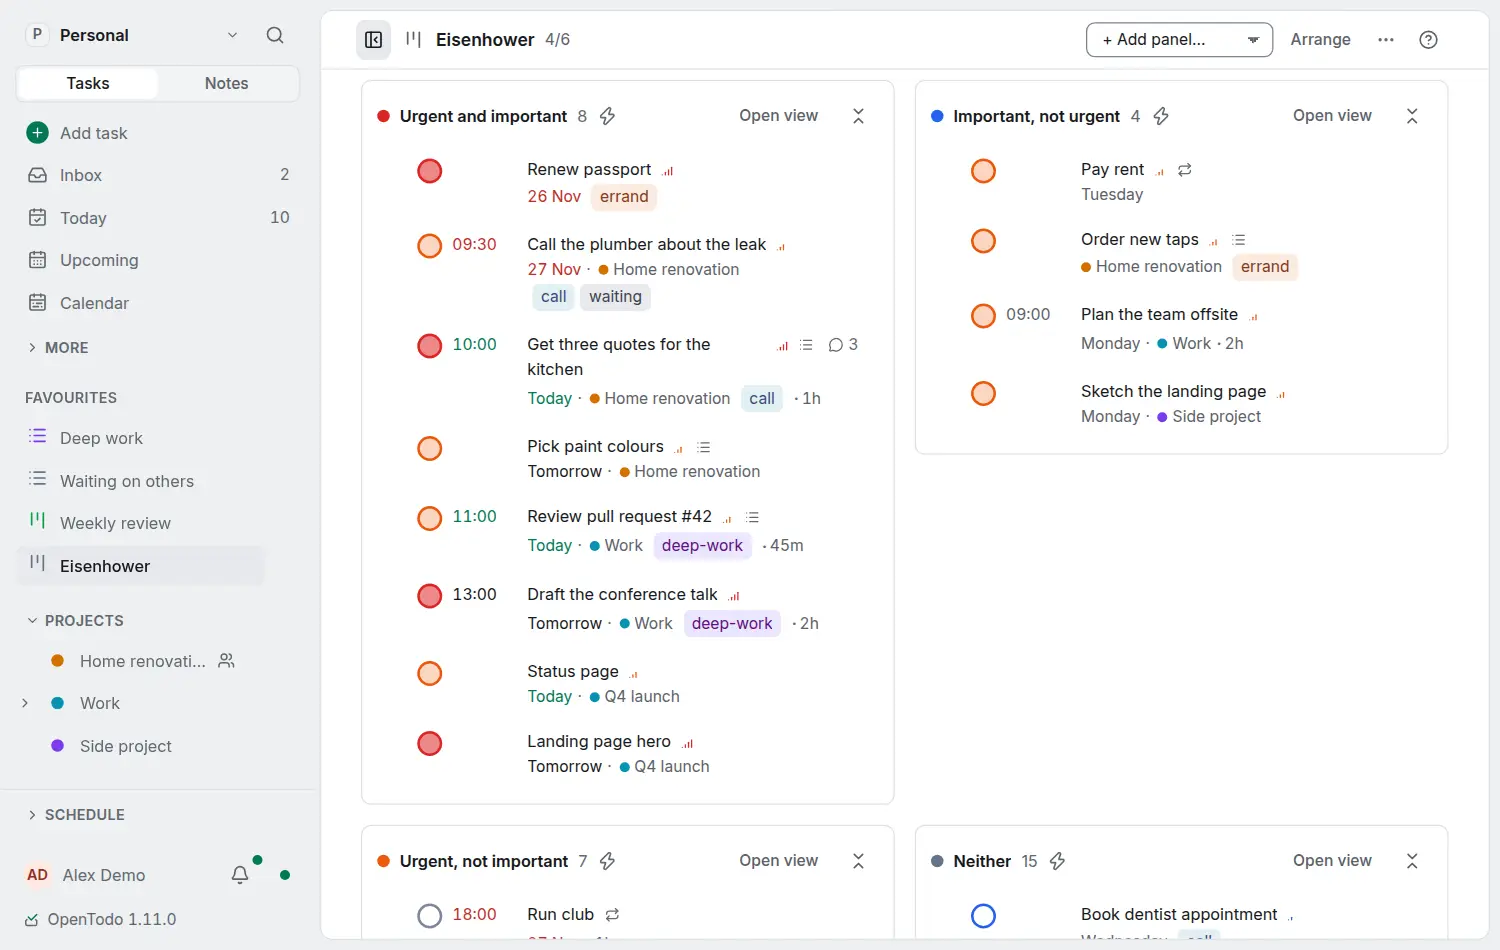 P Personal
Tasks Notes
Add task
Inbox 2
Today 10
Upcoming
Calendar
MORE
FAVOURITES
Deep work
Waiting on others
Weekly review
Eisenhower
PROJECTS
Home renovati...
Work
Side project
SCHEDULE
AD Alex Demo
OpenTodo 1.11.0
Eisenhower 4/6
+ Add panel...
Arrange
Urgent and important 8
Open view
Renew passport
26 Nov errand
09:30 Call the plumber about the leak
27 Nov · Home renovation
call waiting
10:00 Get three quotes for the kitchen 3
Today · Home renovation call · 1h
Pick paint colours
Tomorrow · Home renovation
11:00 Review pull request #42
Today · Work deep-work · 45m
13:00 Draft the conference talk
Tomorrow · Work deep-work · 2h
Status page
Today · Q4 launch
Landing page hero
Tomorrow · Q4 launch
Important, not urgent 4
Open view
Pay rent
Tuesday
Order new taps
Home renovation errand
09:00 Plan the team offsite
Monday · Work · 2h
Sketch the landing page
Monday · Side project
Urgent, not important 7
Open view
18:00 Run club
Neither 15
Open view
Book dentist appointment
Wednesday call